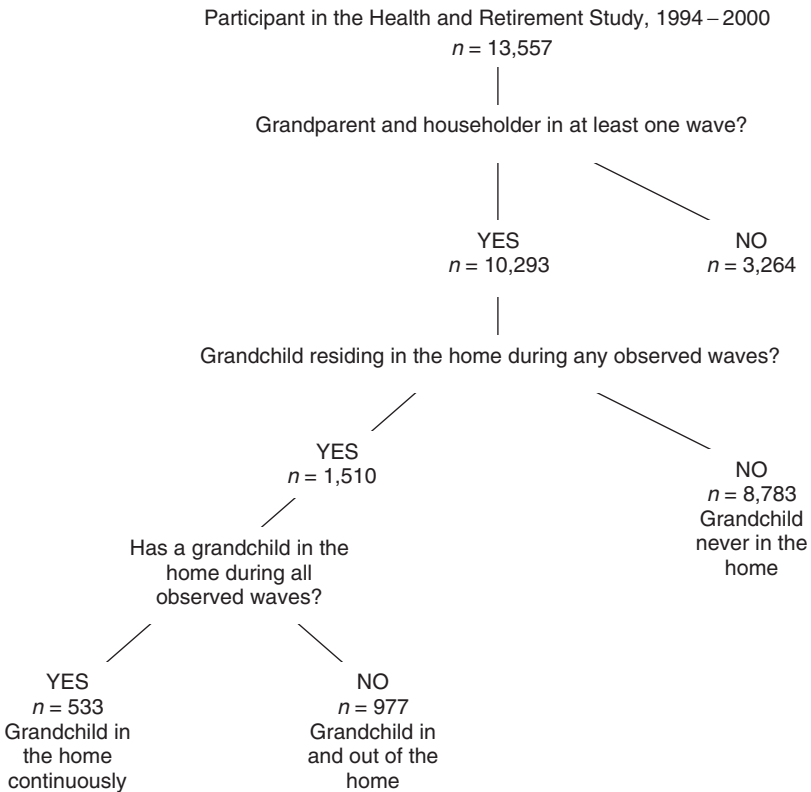 Participant in the Health and Retirement Study, 1994 – 2000
n = 13,557
Grandparent and householder in at least one wave?
YES
n = 10,293
NO
n = 3,264
Grandchild residing in the home during any observed waves?
YES
n = 1,510
NO
n = 8,783
Grandchild
never in the
home
Has a grandchild in the
home during all
observed waves?
YES
n = 533
Grandchild in
the home
continuously
NO
n = 977
Grandchild in
and out of the
home